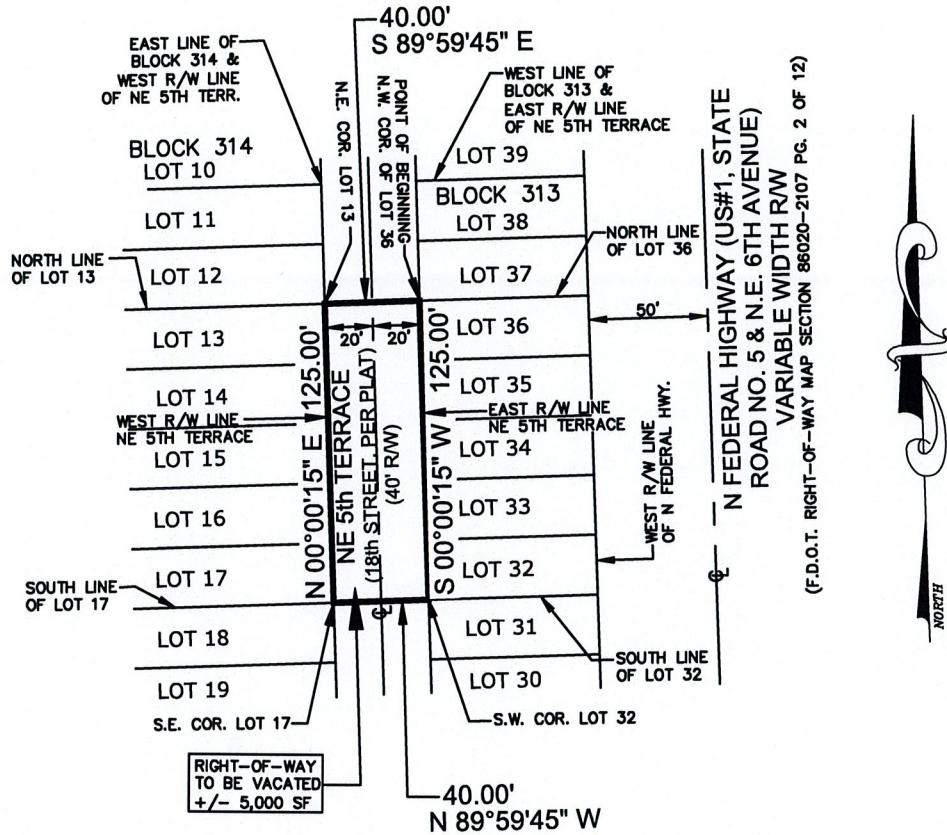 40.00'
S 89°59'45" E
EAST LINE OF
BLOCK 314 &
WEST R/W LINE
OF NE 5TH TERR.
N.E. COR. LOT 13
POINT OF BEGINNING
N.W. COR. OF LOT 36
WEST LINE OF
BLOCK 313 &
EAST R/W LINE
OF NE 5TH TERRACE
BLOCK 314
LOT 10
LOT 11
LOT 12
NORTH LINE
OF LOT 13
LOT 13
LOT 14
WEST R/W LINE
NE 5TH TERRACE
LOT 15
LOT 16
LOT 17
SOUTH LINE
OF LOT 17
LOT 18
LOT 19
S.E. COR. LOT 17
N 00°00'15" E 125.00'
20'
20'
NE 5th TERRACE
(18th STREET PER PLAT)
(40' R/W)
S 00°00'15" W 125.00'
LOT 39
BLOCK 313
LOT 38
LOT 37
NORTH LINE
OF LOT 36
LOT 36
LOT 35
EAST R/W LINE
NE 5TH TERRACE
LOT 34
LOT 33
LOT 32
LOT 31
LOT 30
SOUTH LINE
OF LOT 32
S.W. COR. LOT 32
50'
WEST R/W LINE
OF N FEDERAL HWY.
N FEDERAL HIGHWAY (US#1, STATE
ROAD NO. 5 & N.E. 6TH AVENUE)
VARIABLE WIDTH R/W
(F.D.O.T. RIGHT-OF-WAY MAP SECTION 86020-2107 PG. 2 OF 12)
RIGHT-OF-WAY
TO BE VACATED
+/- 5,000 SF
40.00'
N 89°59'45" W
NORTH